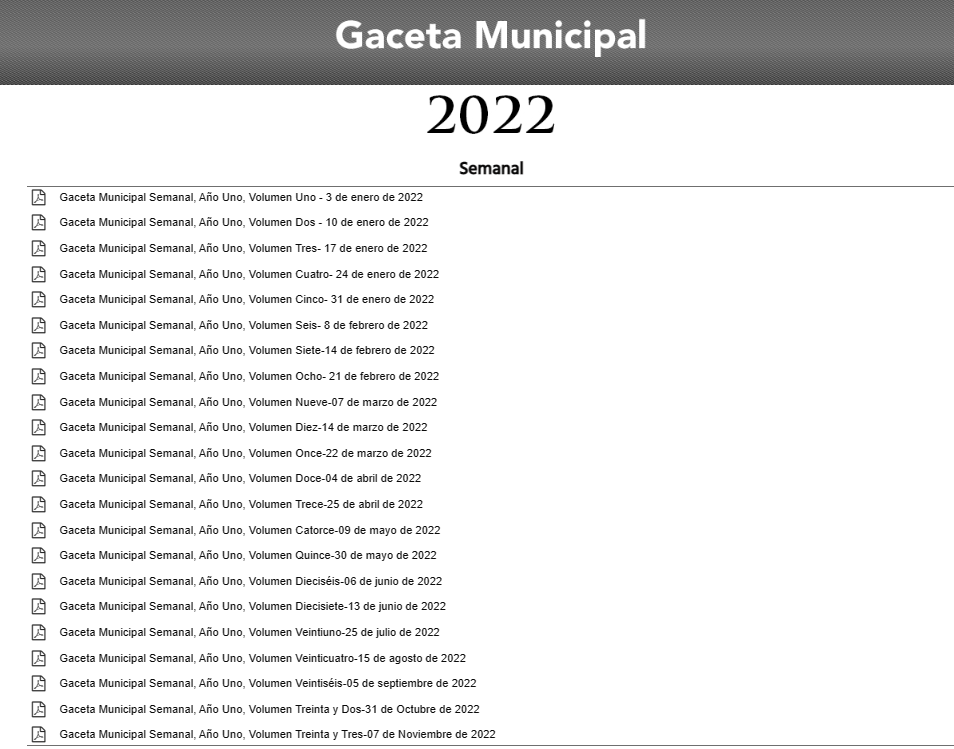 Gaceta Municipal
2022
Semanal
Gaceta Municipal Semanal, Año Uno, Volumen Uno - 3 de enero de 2022
Gaceta Municipal Semanal, Año Uno, Volumen Dos - 10 de enero de 2022
Gaceta Municipal Semanal, Año Uno, Volumen Tres- 17 de enero de 2022
Gaceta Municipal Semanal, Año Uno, Volumen Cuatro- 24 de enero de 2022
Gaceta Municipal Semanal, Año Uno, Volumen Cinco- 31 de enero de 2022
Gaceta Municipal Semanal, Año Uno, Volumen Seis- 8 de febrero de 2022
Gaceta Municipal Semanal, Año Uno, Volumen Siete-14 de febrero de 2022
Gaceta Municipal Semanal, Año Uno, Volumen Ocho- 21 de febrero de 2022
Gaceta Municipal Semanal, Año Uno, Volumen Nueve-07 de marzo de 2022
Gaceta Municipal Semanal, Año Uno, Volumen Diez-14 de marzo de 2022
Gaceta Municipal Semanal, Año Uno, Volumen Once-22 de marzo de 2022
Gaceta Municipal Semanal, Año Uno, Volumen Doce-04 de abril de 2022
Gaceta Municipal Semanal, Año Uno, Volumen Trece-25 de abril de 2022
Gaceta Municipal Semanal, Año Uno, Volumen Catorce-09 de mayo de 2022
Gaceta Municipal Semanal, Año Uno, Volumen Quince-30 de mayo de 2022
Gaceta Municipal Semanal, Año Uno, Volumen Dieciséis-06 de junio de 2022
Gaceta Municipal Semanal, Año Uno, Volumen Diecisiete-13 de junio de 2022
Gaceta Municipal Semanal, Año Uno, Volumen Veintiuno-25 de julio de 2022
Gaceta Municipal Semanal, Año Uno, Volumen Veinticuatro-15 de agosto de 2022
Gaceta Municipal Semanal, Año Uno, Volumen Veintiséis-05 de septiembre de 2022
Gaceta Municipal Semanal, Año Uno, Volumen Treinta y Dos-31 de Octubre de 2022
Gaceta Municipal Semanal, Año Uno, Volumen Treinta y Tres-07 de Noviembre de 2022